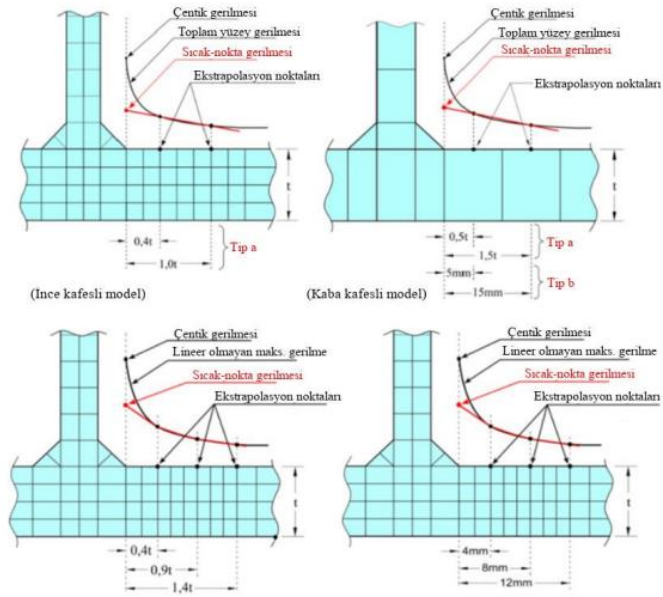 Çentik gerilmesi
Toplam yüzey gerilmesi
Sıcak-nokta gerilmesi
Ekstrapolasyon noktaları
t
0,4t
1,0t
Tip a
(İnce kafesli model)
Çentik gerilmesi
Toplam yüzey gerilmesi
Sıcak-nokta gerilmesi
Ekstrapolasyon noktaları
t
0,5t
1,5t
Tip a
5mm
15mm
Tip b
(Kaba kafesli model)
Çentik gerilmesi
Lineer olmayan maks. gerilme
Sıcak-nokta gerilmesi
Ekstrapolasyon noktaları
t
0,4t
0,9t
1,4t
Çentik gerilmesi
Lineer olmayan maks. gerilme
Sıcak-nokta gerilmesi
Ekstrapolasyon noktaları
t
4mm
8mm
12mm